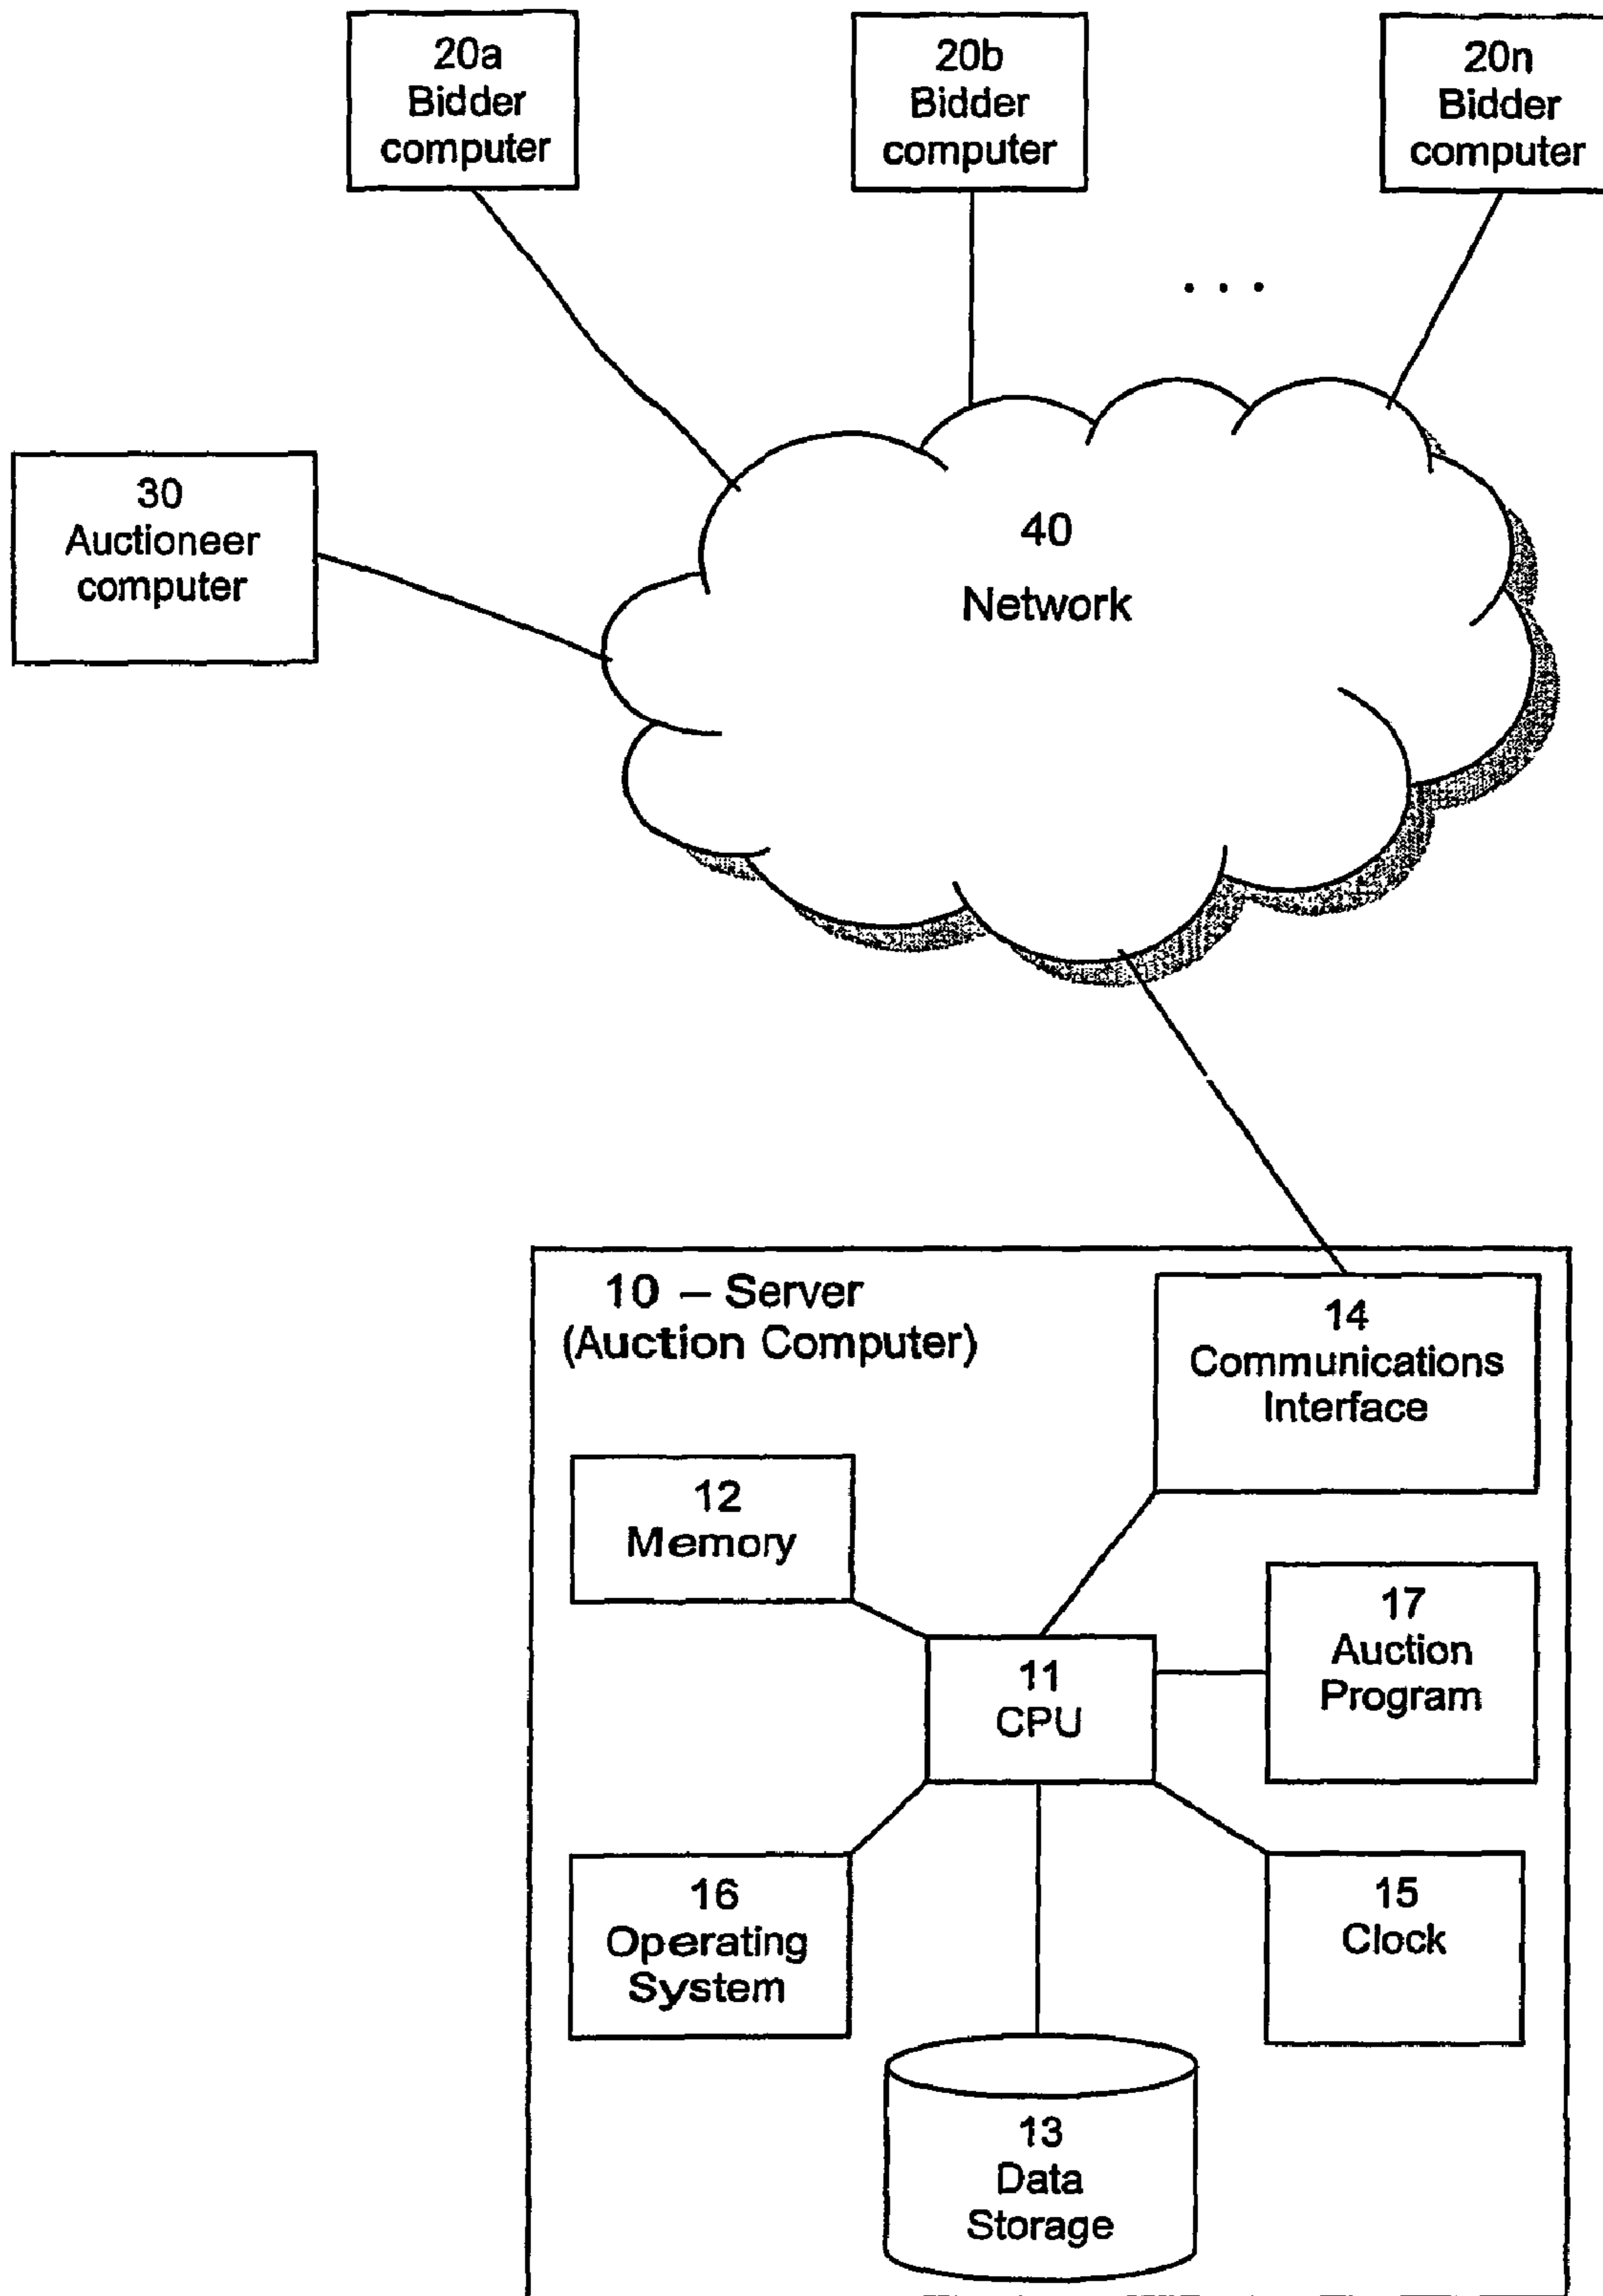 20a
Bidder
computer
20b
Bidder
computer
20n
Bidder
computer
. . .
30
Auctioneer
computer
40
Network
10 – Server
(Auction Computer)
14
Communications
Interface
12
Memory
17
Auction
Program
11
CPU
16
Operating
System
15
Clock
13
Data
Storage